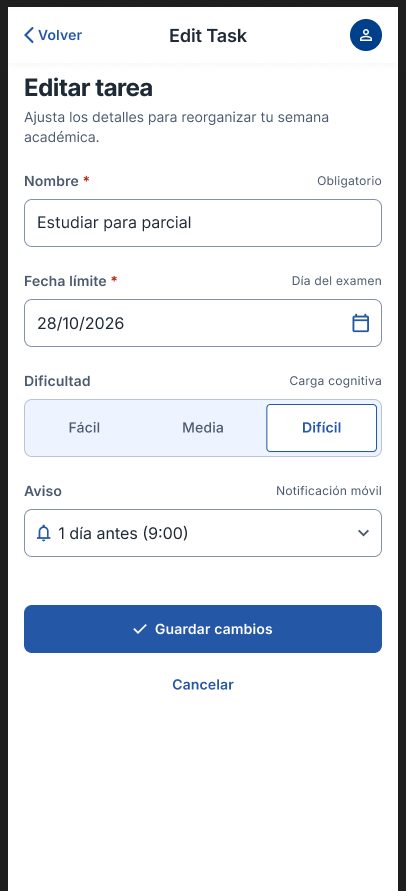 Volver
Edit Task
Editar tarea
Ajusta los detalles para reorganizar tu semana
académica.
Nombre *
Obligatorio
Estudiar para parcial
Fecha límite *
Día del examen
28/10/2026
Dificultad
Carga cognitiva
Fácil
Media
Difícil
Aviso
Notificación móvil
1 día antes (9:00)
Guardar cambios
Cancelar